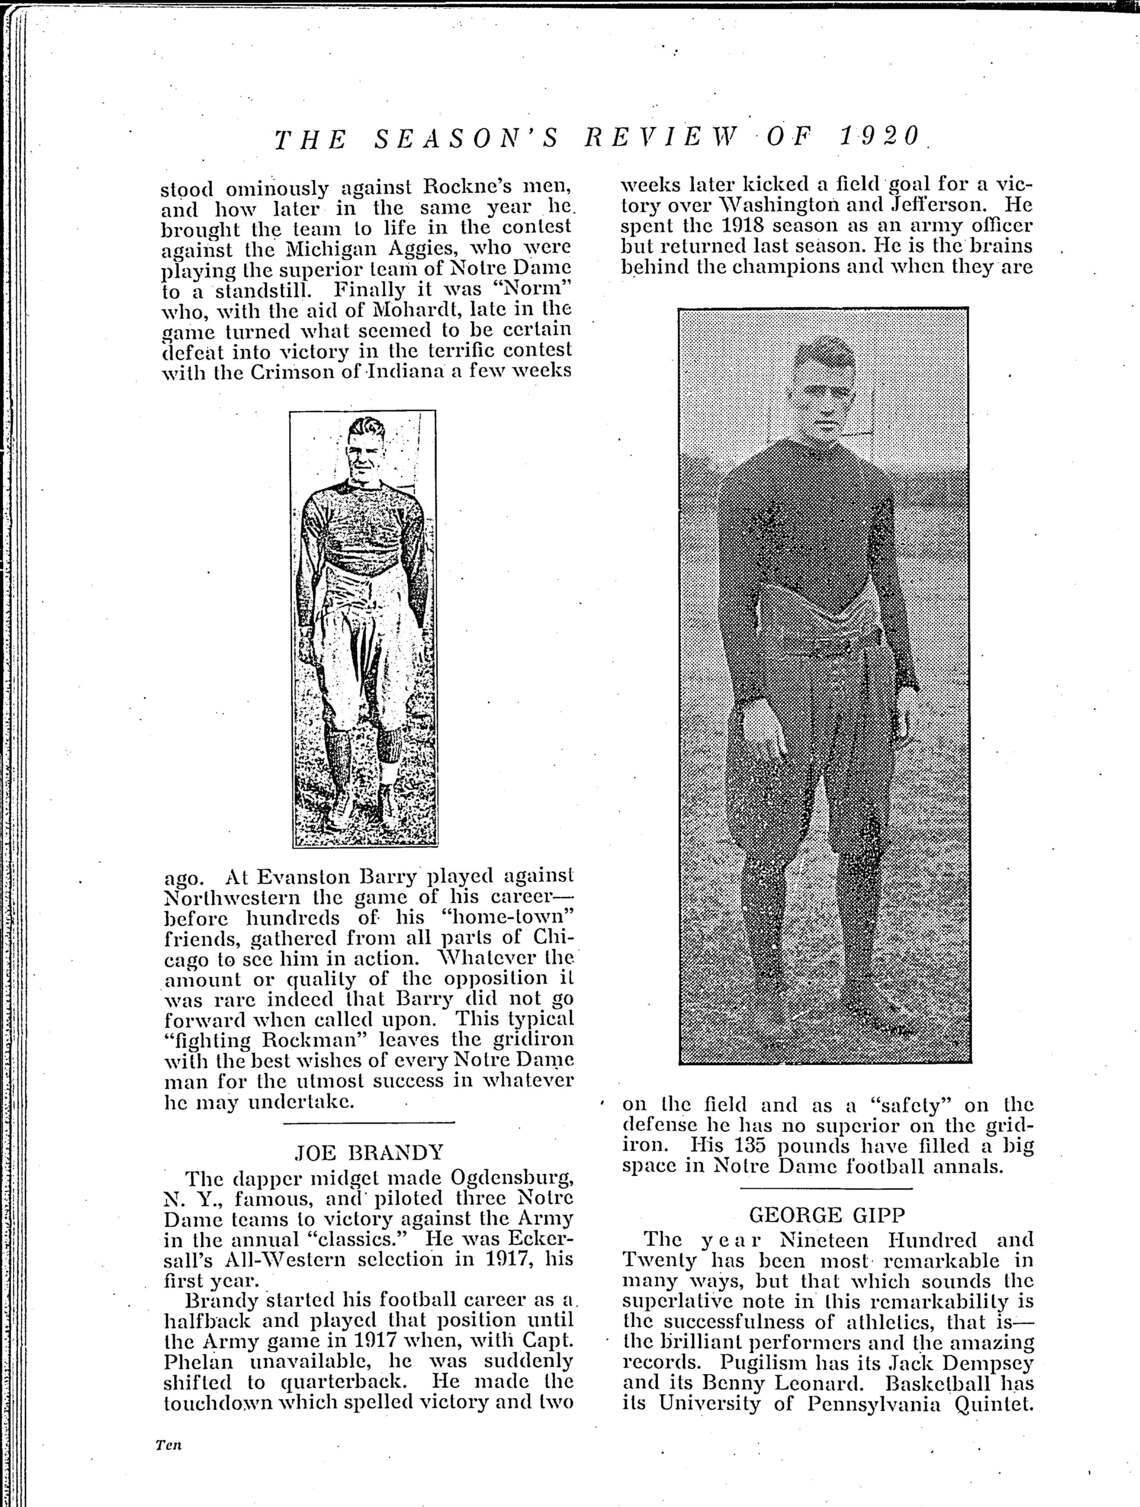 THE SEASON'S REVIEW OF 1920
stood ominously against Rockne's men,
and how later in the same year he
brought the team to life in the contest
against the Michigan Aggies, who were
playing the superior team of Notre Dame
to a standstill. Finally it was "Norm"
who, with the aid of Mohardt, late in the
game turned what seemed to be certain
defeat into victory in the terrific contest
with the Crimson of Indiana a few weeks
ago. At Evanston Barry played against
Northwestern the game of his career—
before hundreds of his "home-town"
friends, gathered from all parts of Chi-
cago to see him in action. Whatever the
amount or quality of the opposition it
was rare indeed that Barry did not go
forward when called upon. This typical
"fighting Rockman" leaves the gridiron
with the best wishes of every Notre Dame
man for the utmost success in whatever
he may undertake.
JOE BRANDY
The dapper midget made Ogdensburg,
N. Y., famous, and piloted three Notre
Dame teams to victory against the Army
in the annual "classics." He was Ecker-
sall's All-Western selection in 1917, his
first year.
Brandy started his football career as a
halfback and played that position until
the Army game in 1917 when, with Capt.
Phelan unavailable, he was suddenly
shifted to quarterback. He made the
touchdown which spelled victory and two
weeks later kicked a field goal for a vic-
tory over Washington and Jefferson. He
spent the 1918 season as an army officer
but returned last season. He is the brains
behind the champions and when they are
on the field and as a "safety" on the
defense he has no superior on the grid-
iron. His 135 pounds have filled a big
space in Notre Dame football annals.
GEORGE GIPP
The year Nineteen Hundred and
Twenty has been most remarkable in
many ways, but that which sounds the
superlative note in this remarkability is
the successfulness of athletics, that is—
the brilliant performers and the amazing
records. Pugilism has its Jack Dempsey
and its Benny Leonard. Basketball has
its University of Pennsylvania Quintet.
Ten